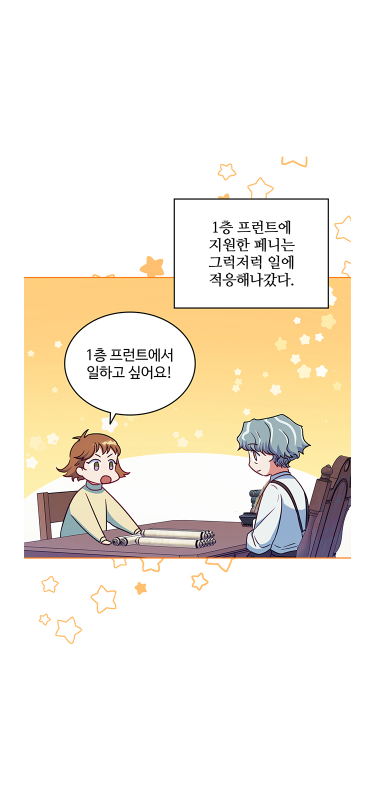 1층 프런트에
지원한 페니는
그럭저럭 일에
적응해나갔다.
1층 프런트에서
일하고 싶어요!